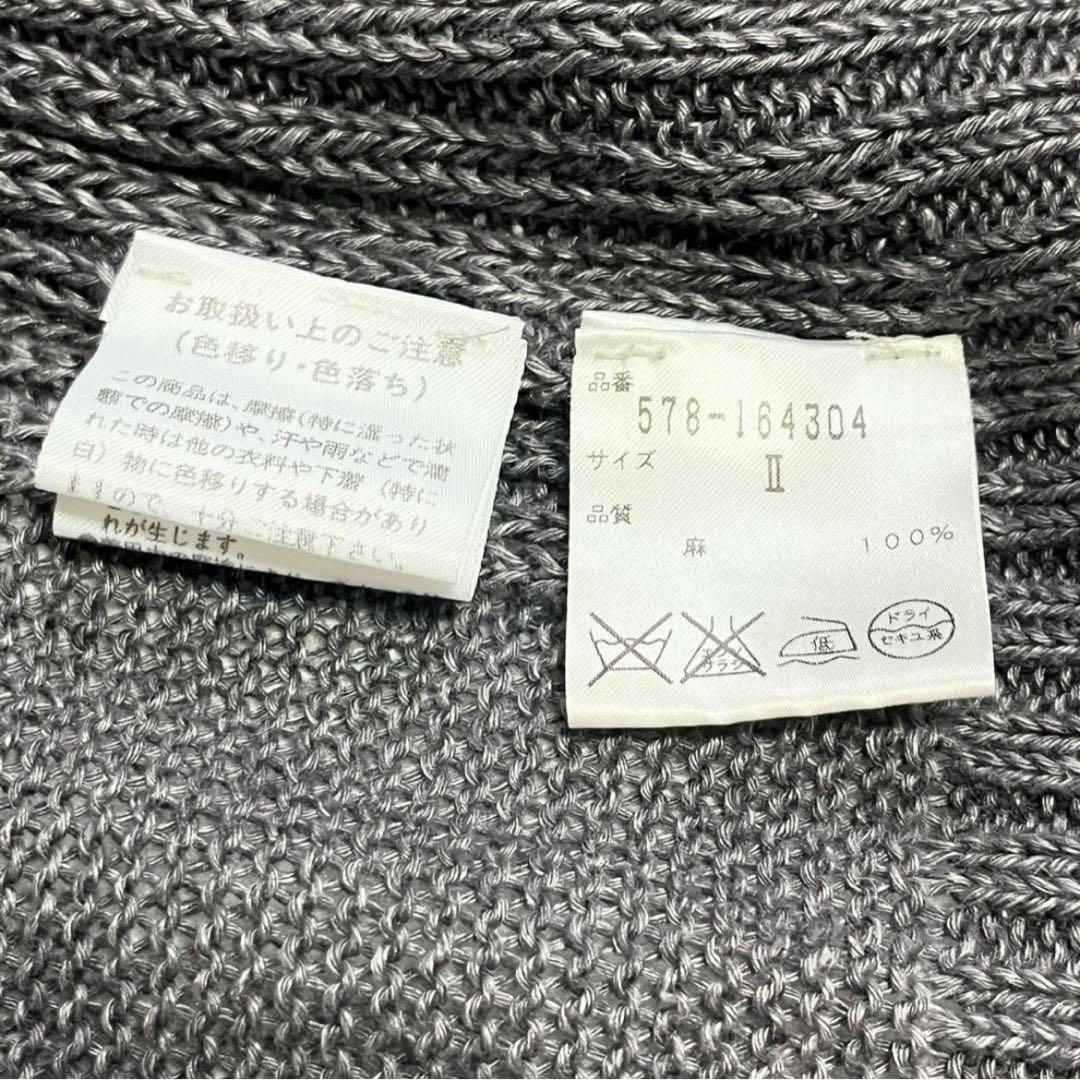 お取扱い上のご注意
(色移り・色落ち)
この商品は、摩擦(特に湿った状
態での摩擦)や、汗や雨などで濡
れた時は他の衣料や下着(特に
白)物に色移りする場合があり
ますので、十分ご注意下さい。
れが生じます。
品番
578-164304
サイズ
II
品質
麻 100%
低
ドライ
セキユ系